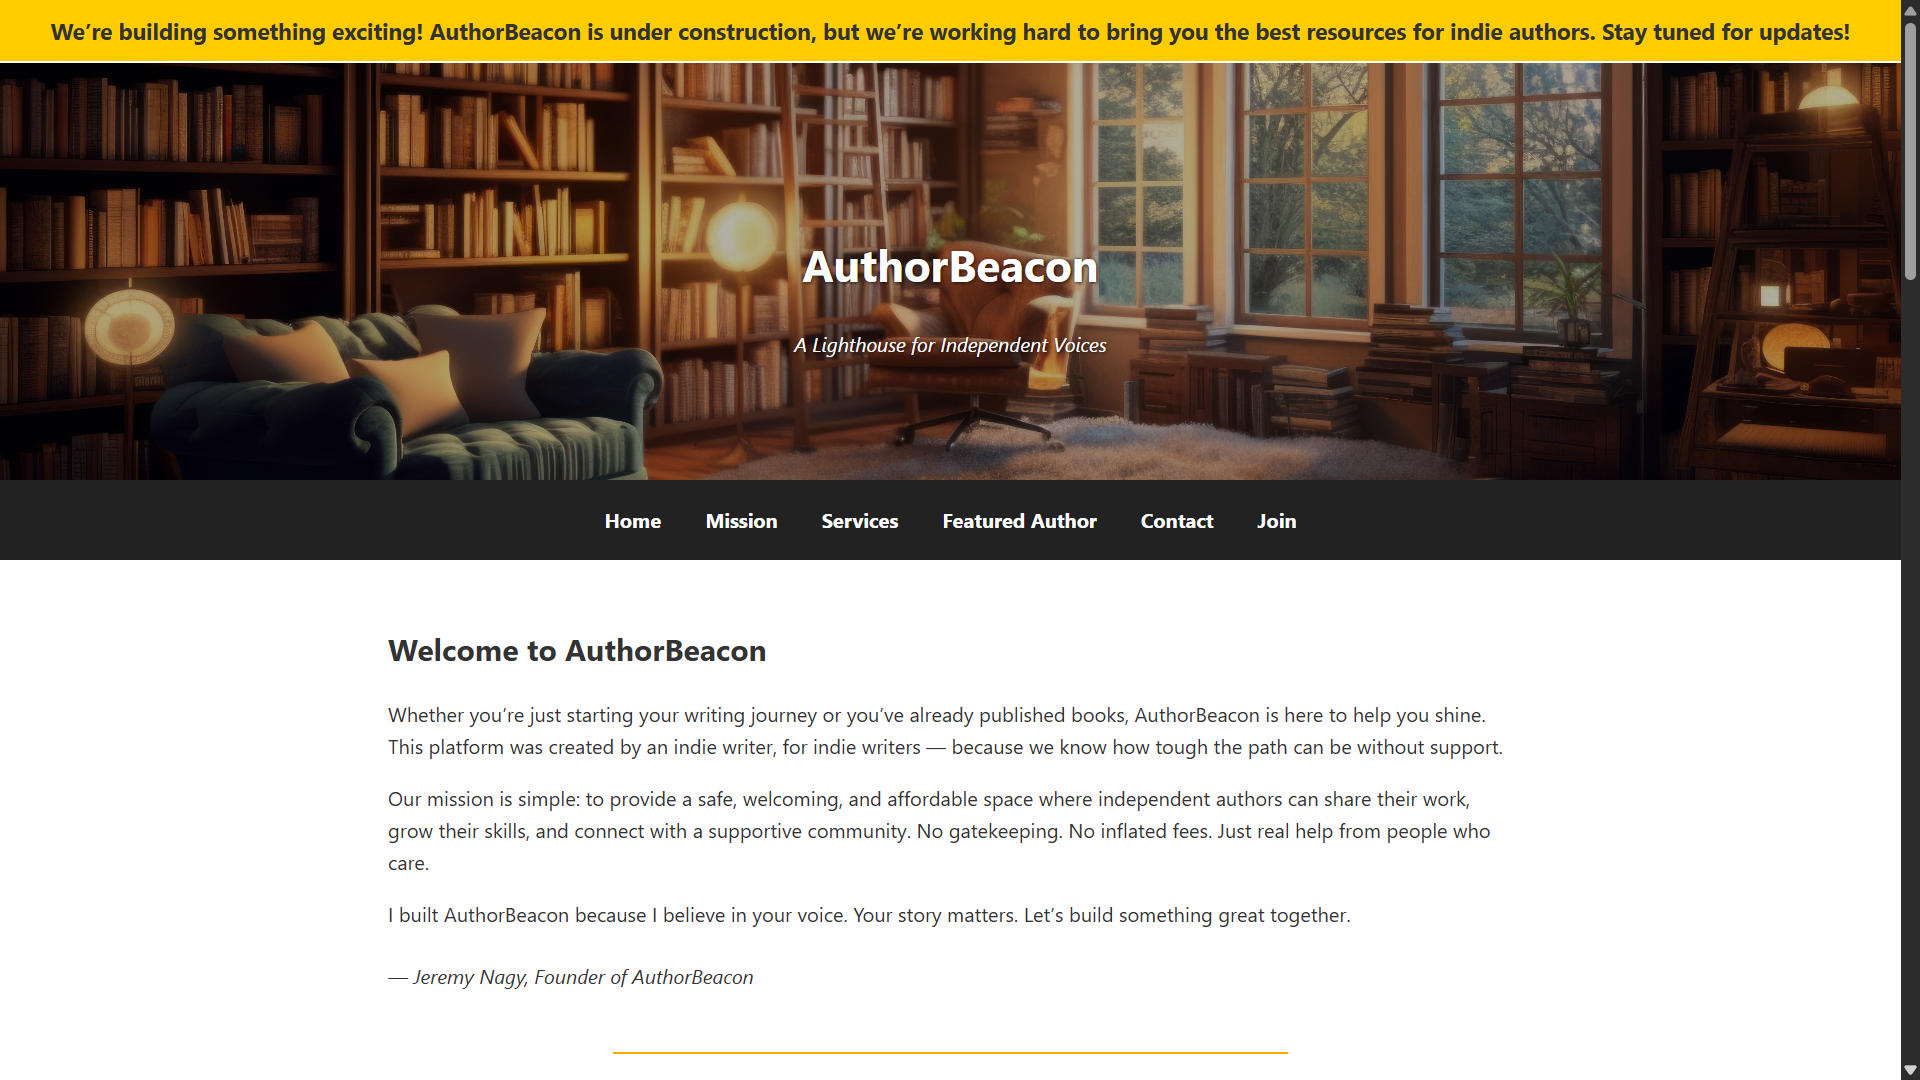 We’re building something exciting! AuthorBeacon is under construction, but we’re working hard to bring you the best resources for indie authors. Stay tuned for updates!
AuthorBeacon
A Lighthouse for Independent Voices
Home Mission Services Featured Author Contact Join
Welcome to AuthorBeacon
Whether you’re just starting your writing journey or you’ve already published books, AuthorBeacon is here to help you shine.
This platform was created by an indie writer, for indie writers — because we know how tough the path can be without support.
Our mission is simple: to provide a safe, welcoming, and affordable space where independent authors can share their work,
grow their skills, and connect with a supportive community. No gatekeeping. No inflated fees. Just real help from people who
care.
I built AuthorBeacon because I believe in your voice. Your story matters. Let’s build something great together.
— Jeremy Nagy, Founder of AuthorBeacon